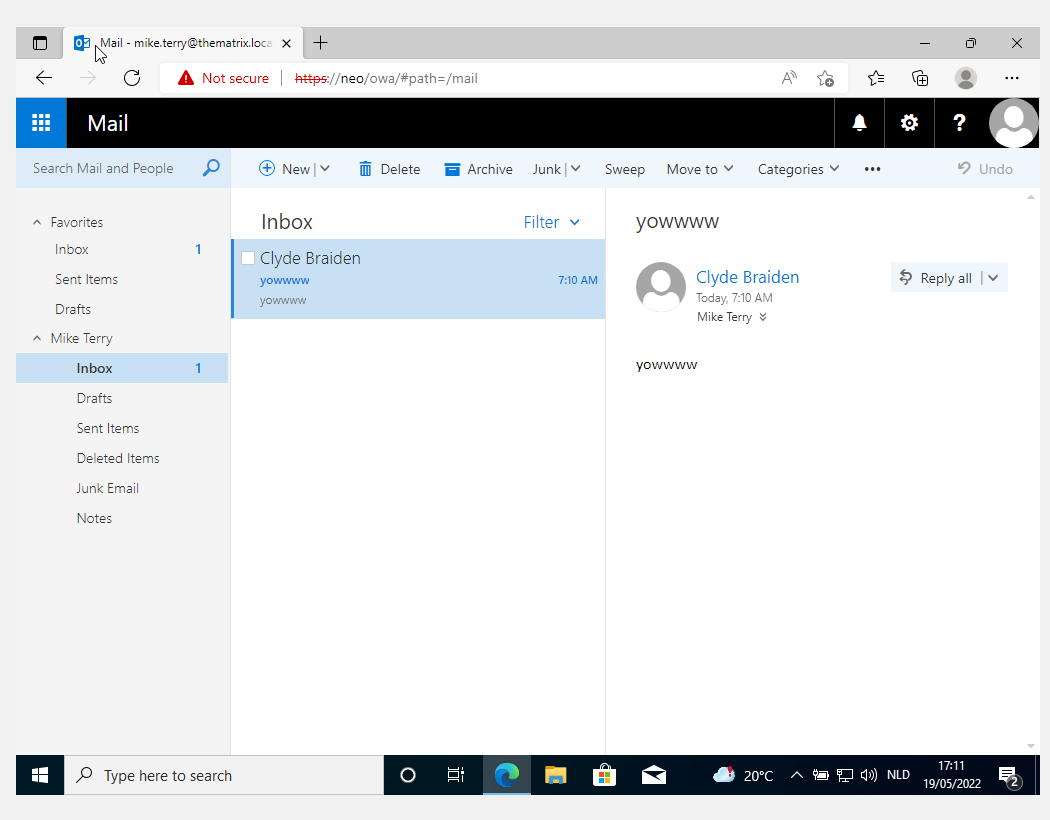 Mail - mike.terry@thematrix.loca
Not secure | https://neo/owa/#path=/mail
Mail
?
Search Mail and People
New | Delete Archive Junk | Sweep Move to Categories ••• Undo
Favorites
Inbox 1
Sent Items
Drafts
Mike Terry
Inbox 1
Drafts
Sent Items
Deleted Items
Junk Email
Notes
Inbox Filter
Clyde Braiden
yowwww 7:10 AM
yowwww
yowwww
Clyde Braiden
Today, 7:10 AM
Mike Terry
Reply all |
yowwww
Type here to search
20°C
NLD
17:11
19/05/2022
2